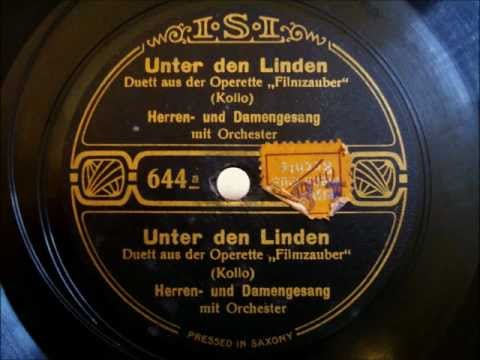 I·S·I
Unter den Linden
Duett aus der Operette „Filmzauber“
(Kollo)
Herren- und Damengesang
mit Orchester
644a
Unter den Linden
Duett aus der Operette „Filmzauber“
(Kollo)
Herren- und Damengesang
mit Orchester
PRESSED IN SAXONY